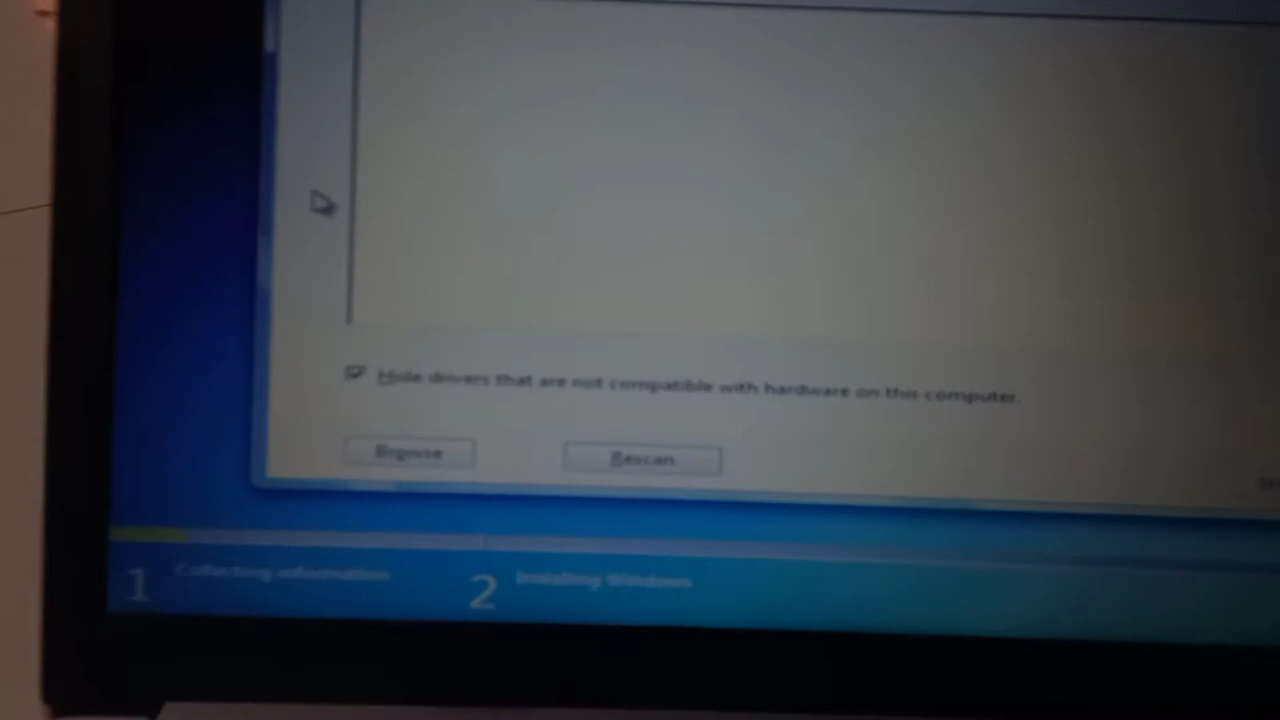 Hide drivers that are not compatible with hardware on this computer.
Browse
Rescan
1 Collecting information
2 Installing Windows